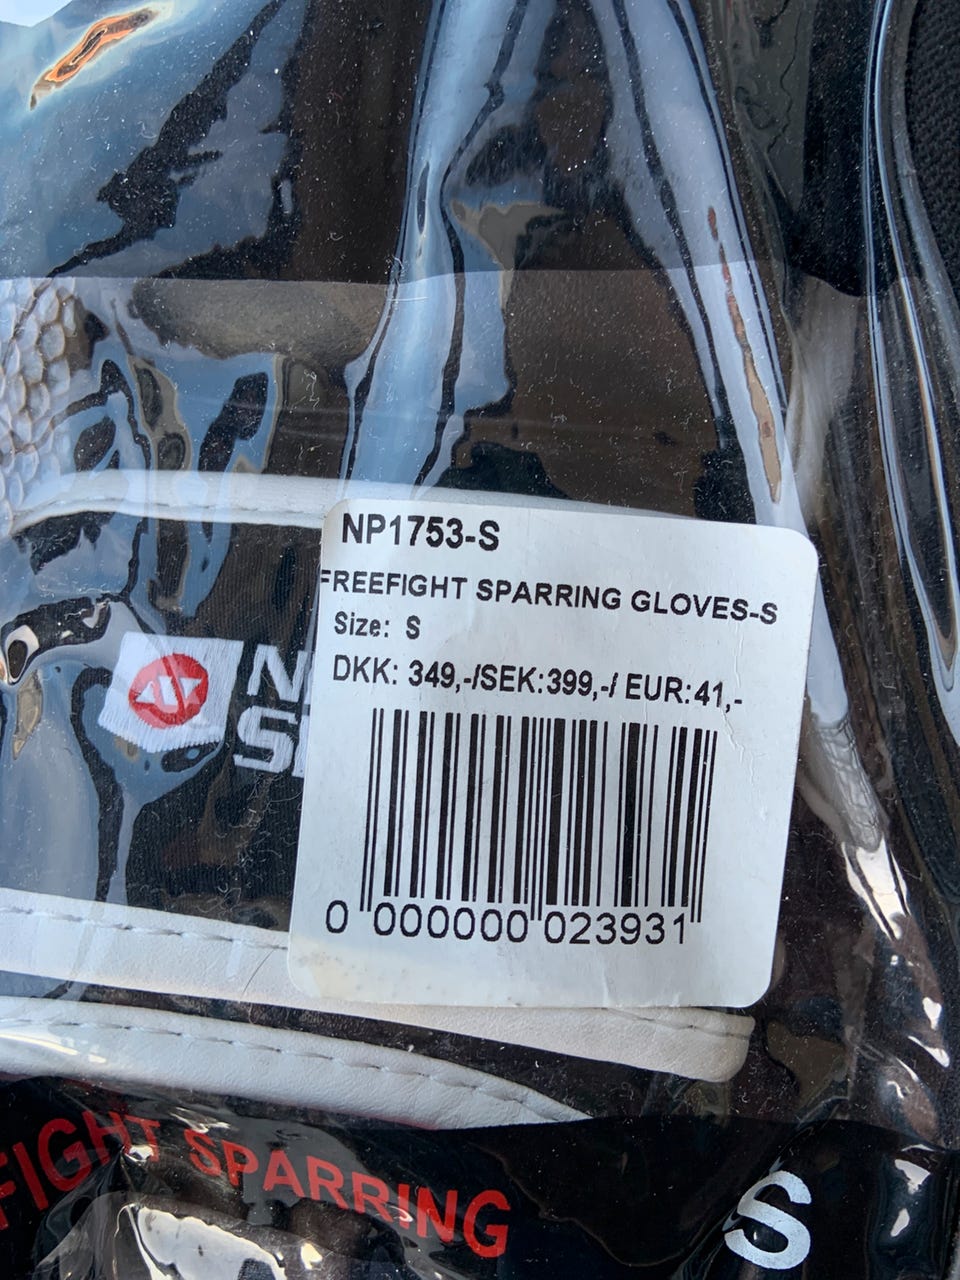 NP1753-S
FREEFIGHT SPARRING GLOVES-S
Size: S
DKK: 349,-/SEK:399,-/ EUR:41,-
0 000000 023931
FIGHT SPARRING
S